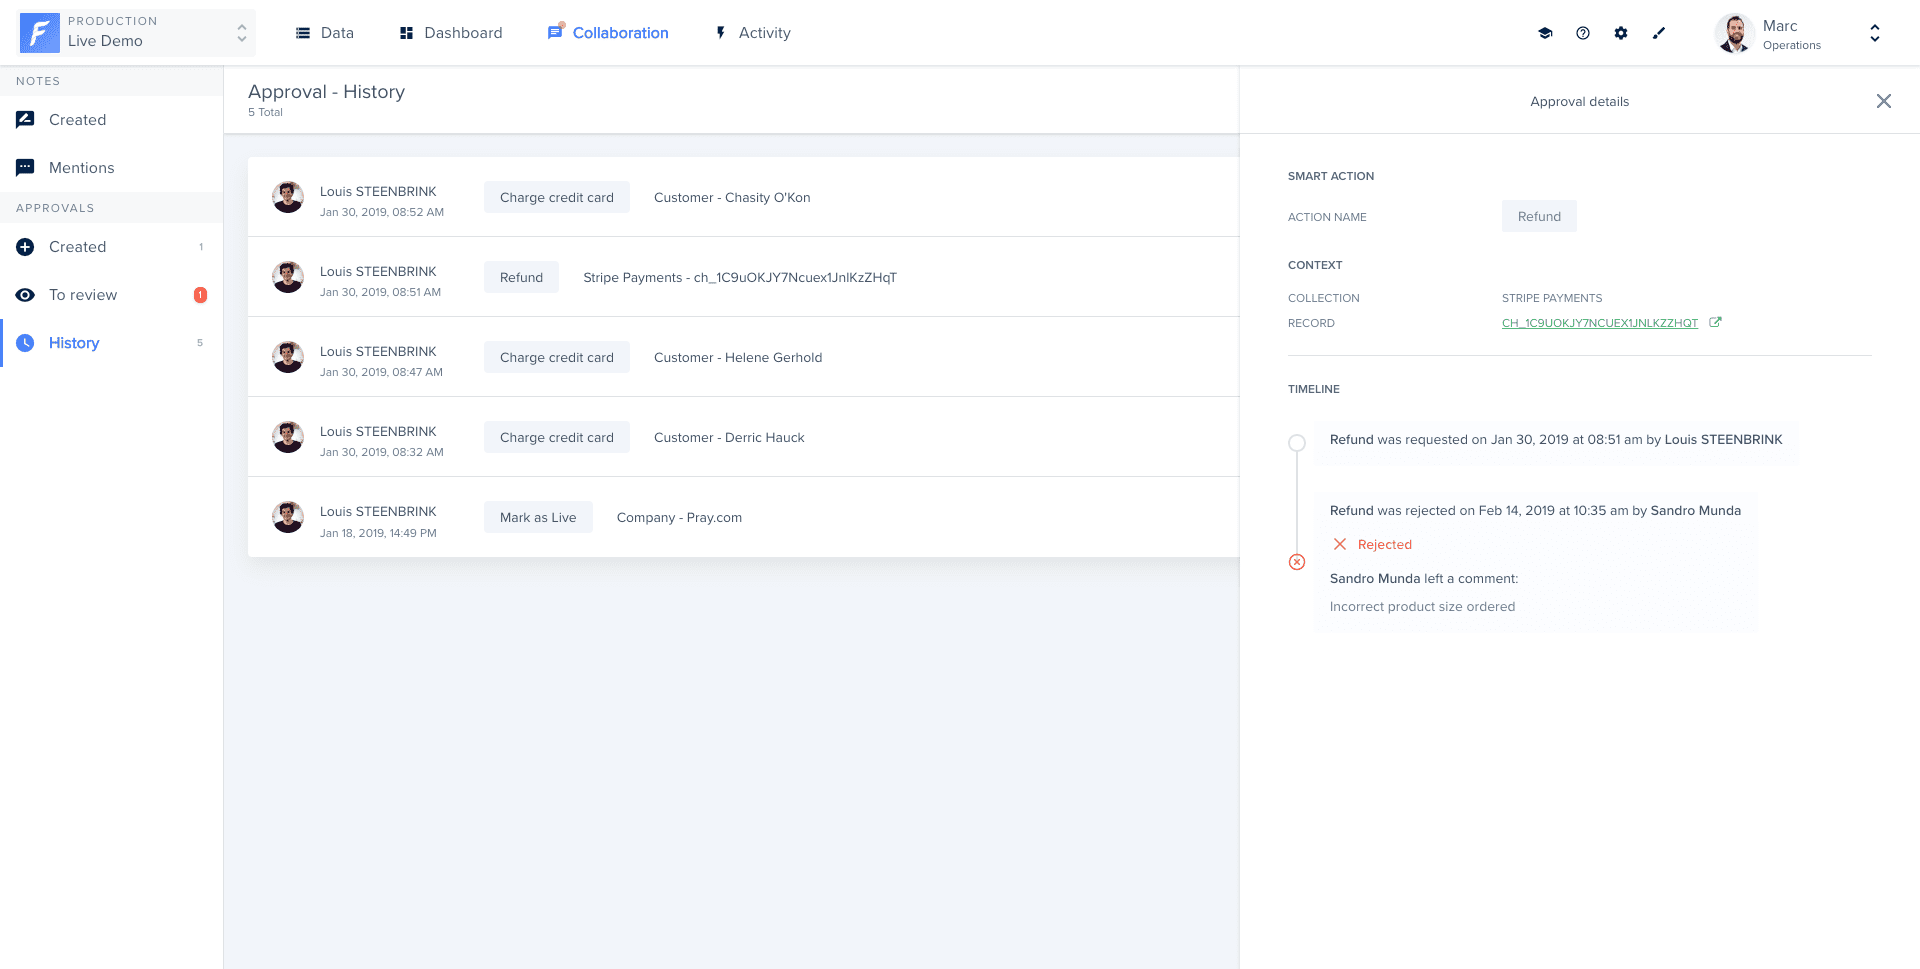 PRODUCTION
Live Demo
Data
Dashboard
Collaboration
Activity
Marc
Operations
NOTES
Created
Mentions
APPROVALS
Created 1
To review 1
History 5
Approval - History
5 Total
Louis STEENBRINK
Jan 30, 2019, 08:52 AM
Charge credit card
Customer - Chasity O'Kon
Louis STEENBRINK
Jan 30, 2019, 08:51 AM
Refund
Stripe Payments - ch_1C9uOKJY7Ncuex1JnlKzZHqT
Louis STEENBRINK
Jan 30, 2019, 08:47 AM
Charge credit card
Customer - Helene Gerhold
Louis STEENBRINK
Jan 30, 2019, 08:32 AM
Charge credit card
Customer - Derric Hauck
Louis STEENBRINK
Jan 18, 2019, 14:49 PM
Mark as Live
Company - Pray.com
Approval details
SMART ACTION
ACTION NAME
Refund
CONTEXT
COLLECTION
STRIPE PAYMENTS
RECORD
CH_1C9UOKJY7NCUEX1JNLKZZHQT
TIMELINE
Refund was requested on Jan 30, 2019 at 08:51 am by Louis STEENBRINK
Refund was rejected on Feb 14, 2019 at 10:35 am by Sandro Munda
Rejected
Sandro Munda left a comment:
Incorrect product size ordered